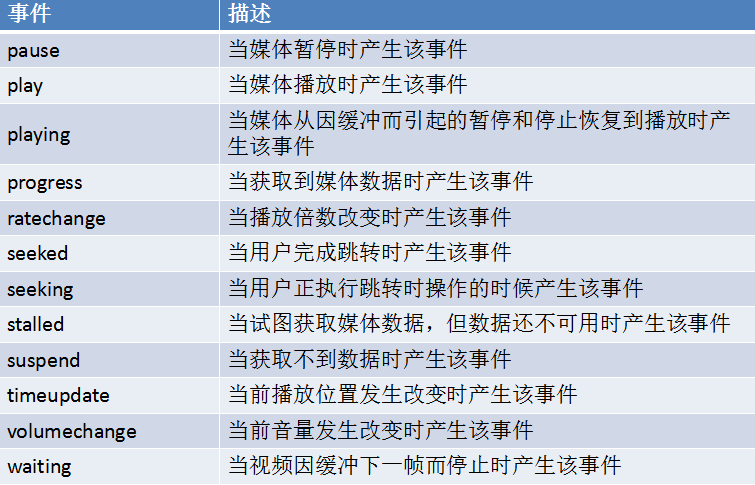 事件 描述
pause 当媒体暂停时产生该事件
play 当媒体播放时产生该事件
playing 当媒体从因缓冲而引起的暂停和停止恢复到播放时产
生该事件
progress 当获取到媒体数据时产生该事件
ratechange 当播放倍数改变时产生该事件
seeked 当用户完成跳转时产生该事件
seeking 当用户正执行跳转时操作的时候产生该事件
stalled 当试图获取媒体数据，但数据还不可用时产生该事件
suspend 当获取不到数据时产生该事件
timeupdate 当前播放位置发生改变时产生该事件
volumechange 当前音量发生改变时产生该事件
waiting 当视频因缓冲下一帧而停止时产生该事件